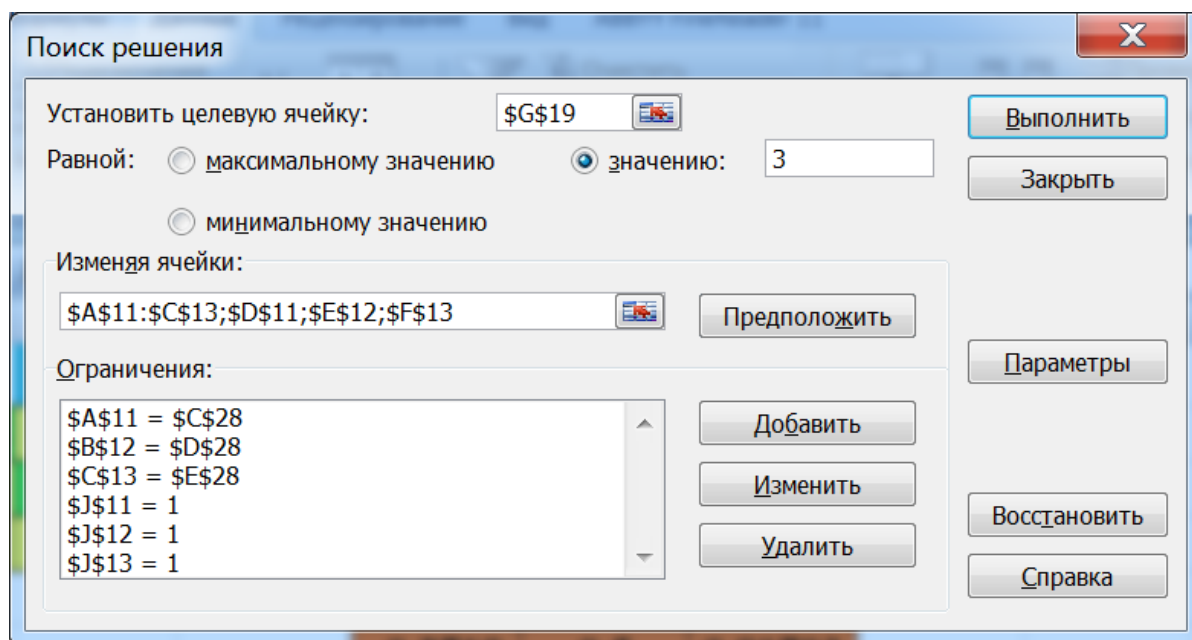 Поиск решения
Установить целевую ячейку: $G$19
Выполнить
Равной: максимальному значению значению: 3
Закрыть
минимальному значению
Изменяя ячейки:
$A$11:$C$13;$D$11;$E$12;$F$13
Предположить
Ограничения:
Параметры
$A$11 = $C$28
$B$12 = $D$28
$C$13 = $E$28
$J$11 = 1
$J$12 = 1
$J$13 = 1
Добавить
Изменить
Удалить
Восстановить
Справка